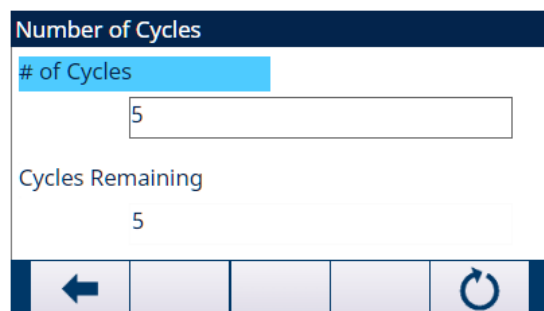 Number of Cycles
# of Cycles
5
Cycles Remaining
5